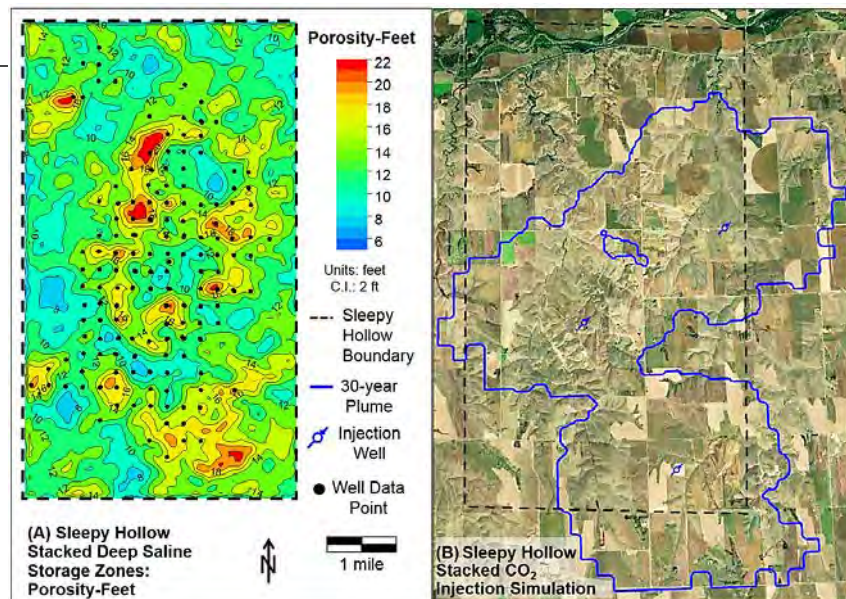 Porosity-Feet
22
20
18
16
14
12
10
8
6
Units: feet
C.I.: 2 ft
Sleepy
Hollow
Boundary
30-year
Plume
Injection
Well
Well Data
Point
(A) Sleepy Hollow
Stacked Deep Saline
Storage Zones:
Porosity-Feet
N
1 mile
(B) Sleepy Hollow
Stacked CO₂
Injection Simulation